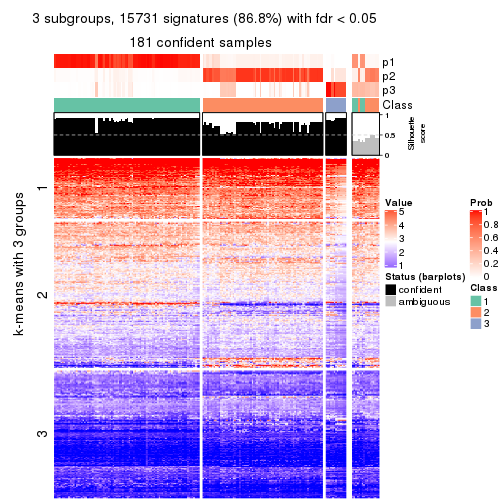 3 subgroups, 15731 signatures (86.8%) with fdr < 0.05
181 confident samples
p1
p2
p3
Class
1
0.5
0
Silhouette
score
k-means with 3 groups
1
2
3
Value
5
4
3
2
1
Status (barplots)
confident
ambiguous
Prob
1
0.8
0.6
0.4
0.2
0
Class
1
2
3